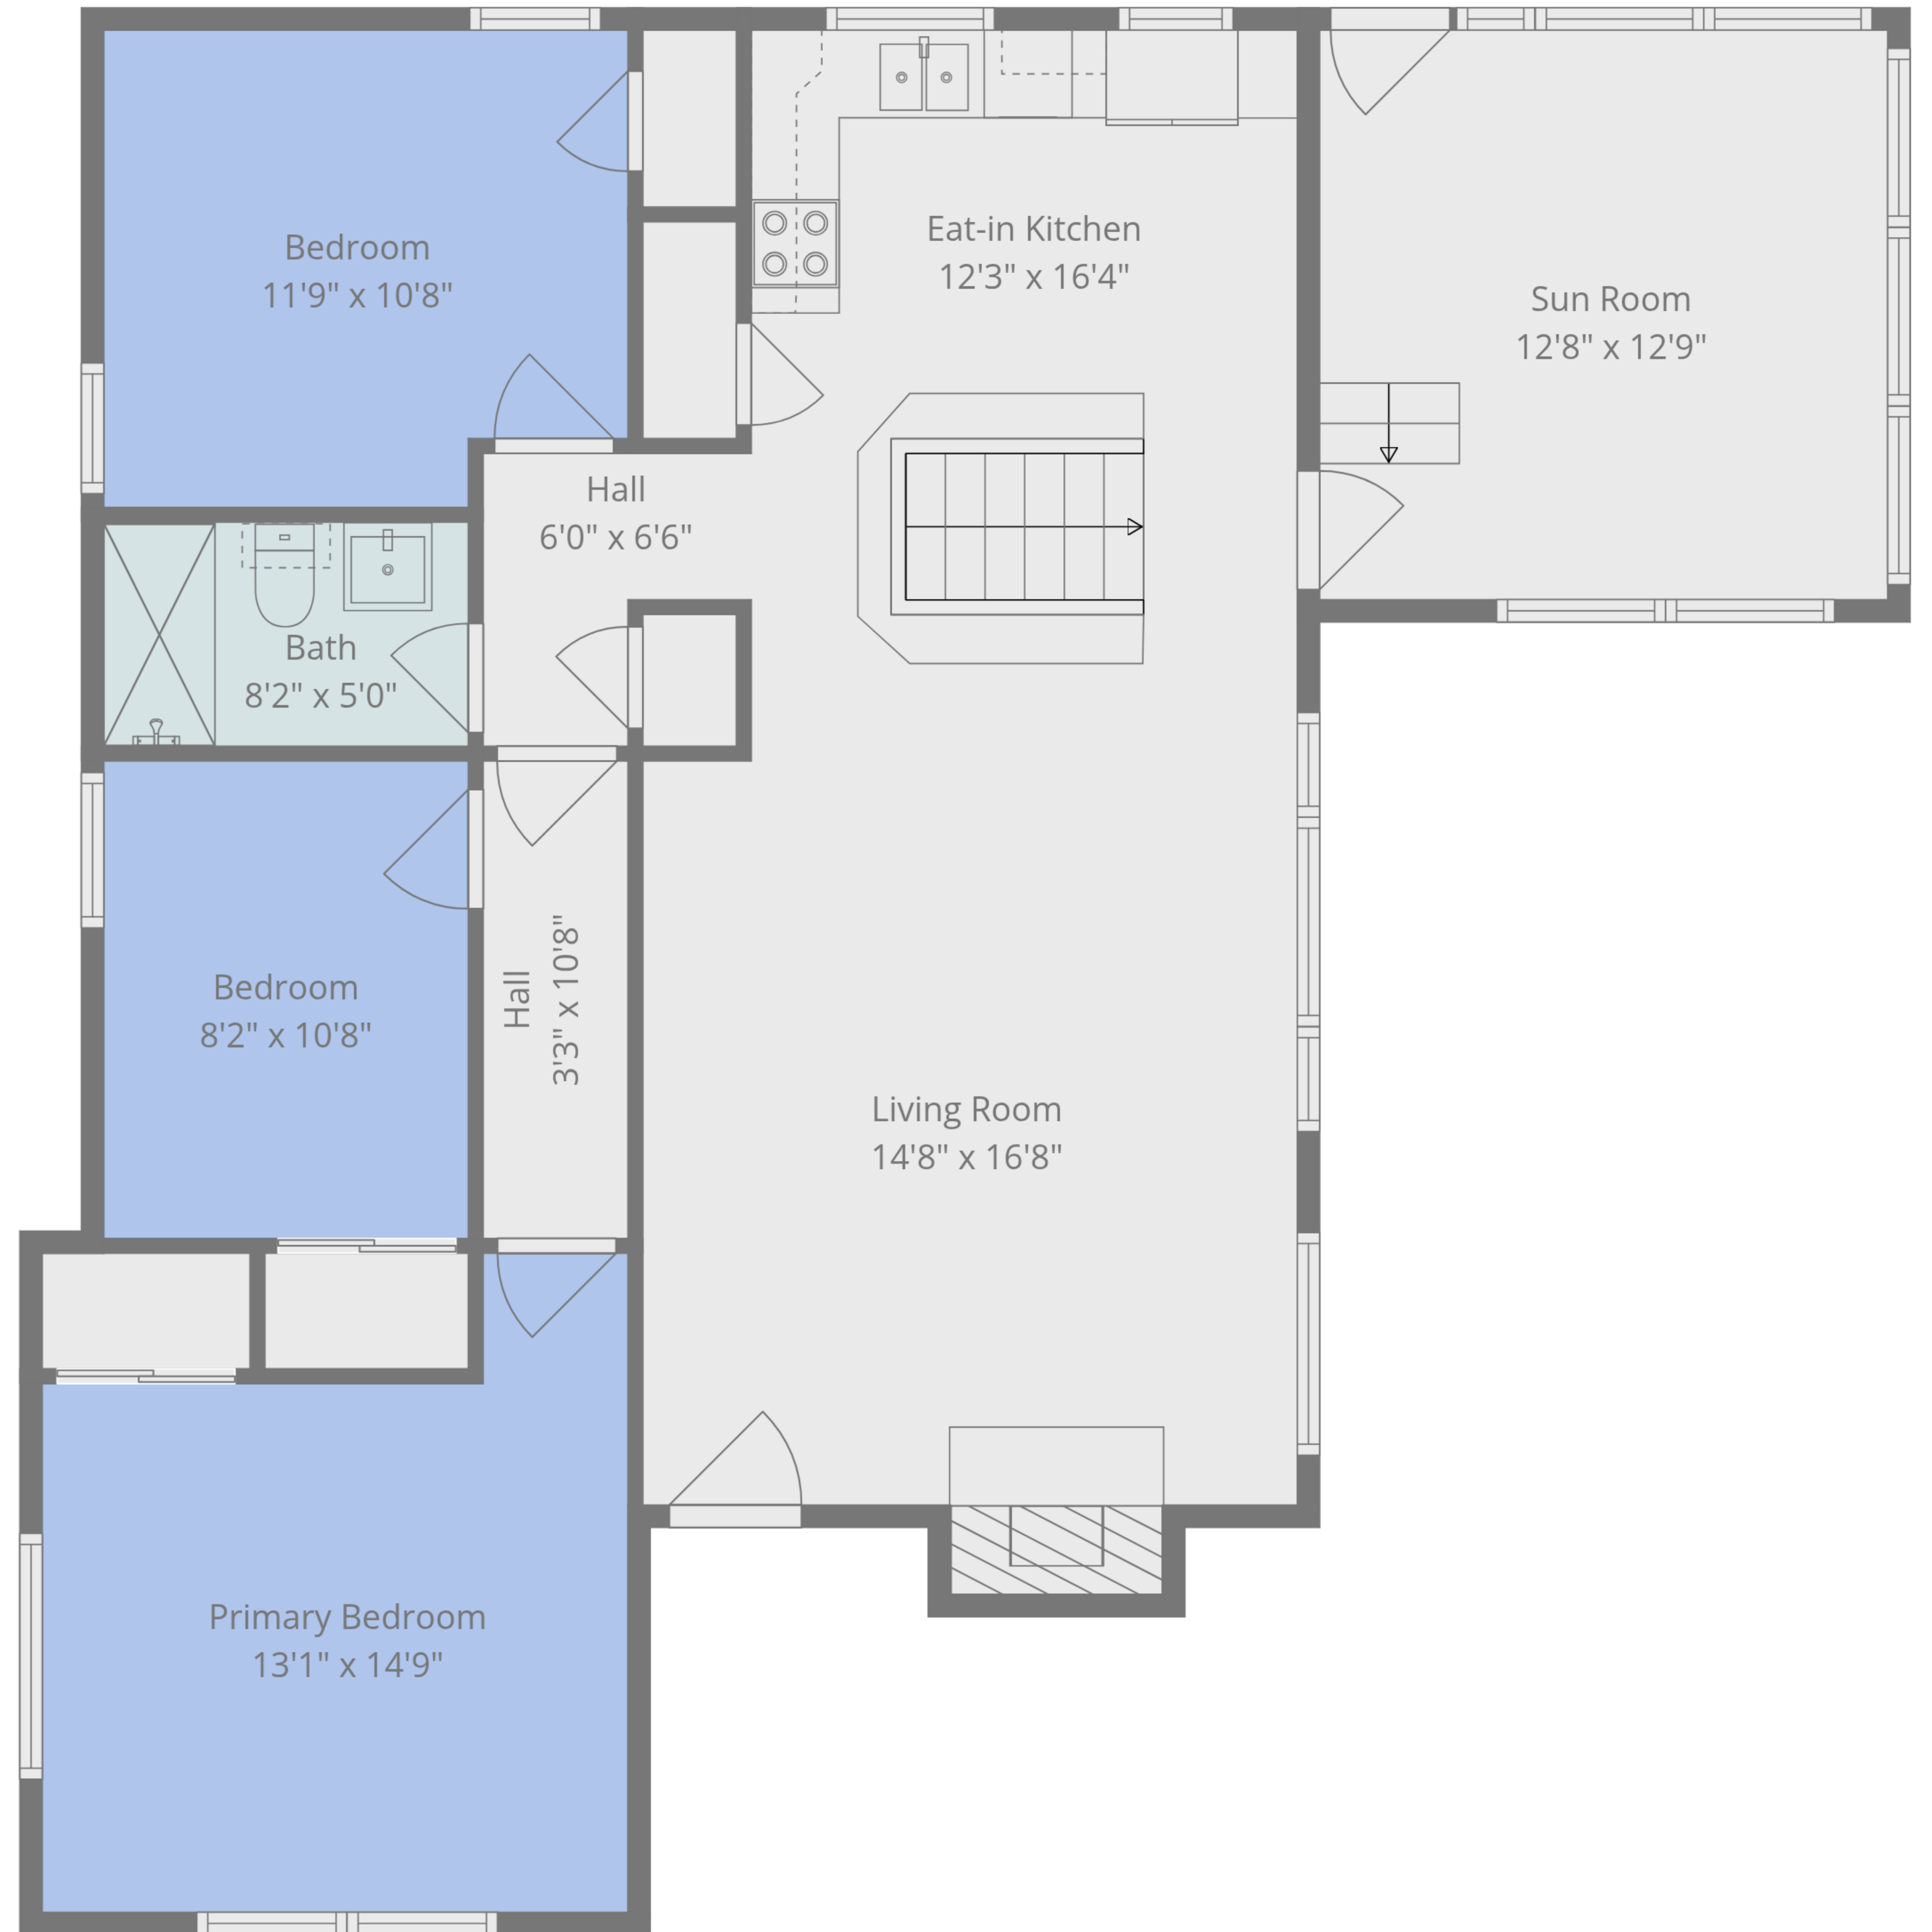 Bedroom
11'9" x 10'8"
Eat-in Kitchen
12'3" x 16'4"
Sun Room
12'8" x 12'9"
Hall
6'0" x 6'6"
Bath
8'2" x 5'0"
Bedroom
8'2" x 10'8"
Hall
3'3" x 10'8"
Living Room
14'8" x 16'8"
Primary Bedroom
13'1" x 14'9"